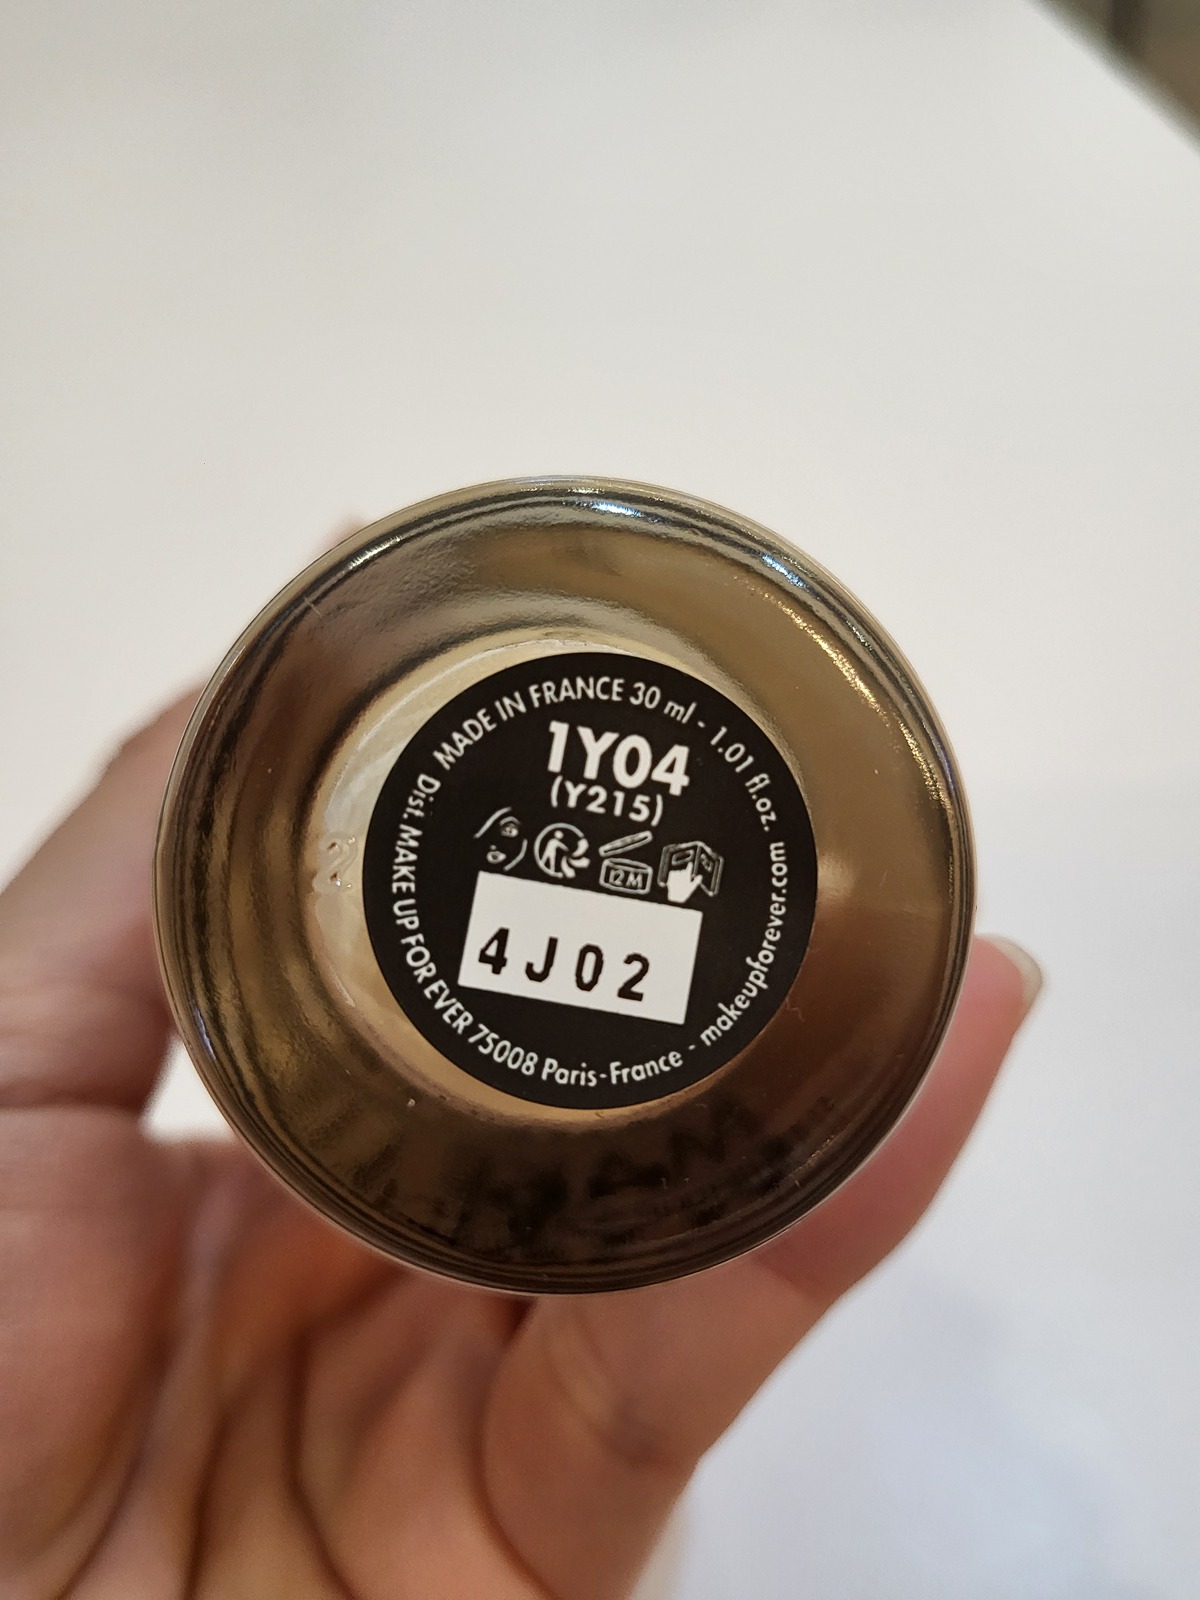 MADE IN FRANCE 30 ml - 1.01 fl.oz.
1Y04
(Y215)
12M
4J02
Dist. MAKE UP FOR EVER 75008 Paris-France - makeupforever.com
2